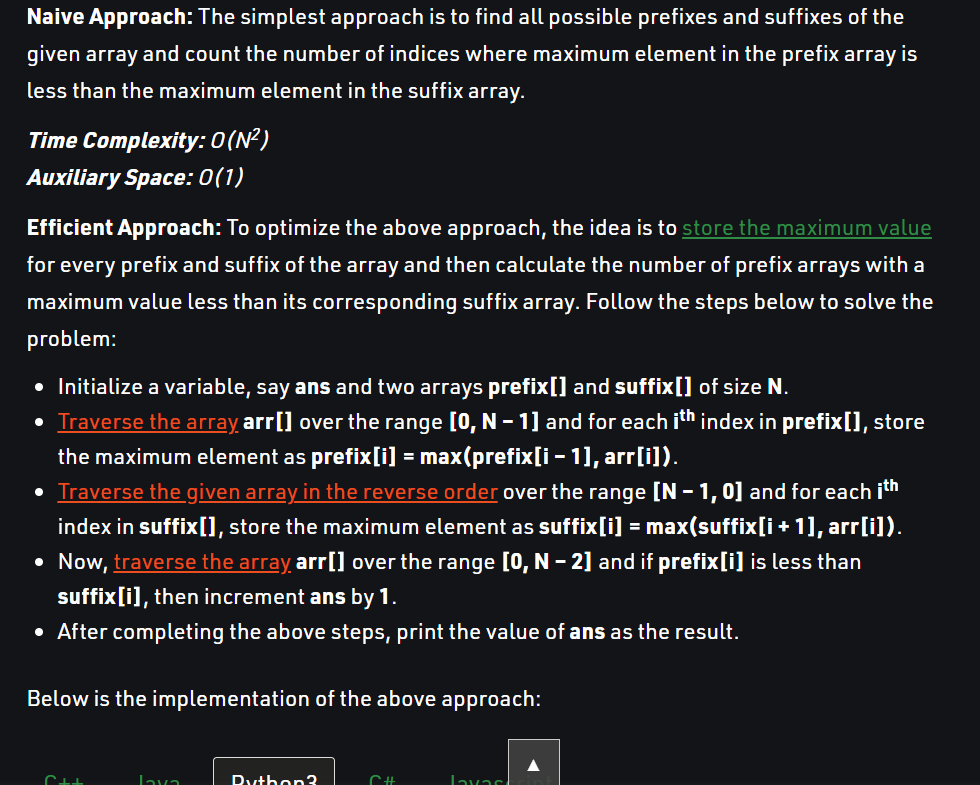 Naive Approach: The simplest approach is to find all possible prefixes and suffixes of the
given array and count the number of indices where maximum element in the prefix array is
less than the maximum element in the suffix array.
Time Complexity: O(N²)
Auxiliary Space: O(1)
Efficient Approach: To optimize the above approach, the idea is to store the maximum value
for every prefix and suffix of the array and then calculate the number of prefix arrays with a
maximum value less than its corresponding suffix array. Follow the steps below to solve the
problem:
• Initialize a variable, say ans and two arrays prefix[] and suffix[] of size N.
• Traverse the array arr[] over the range [0, N – 1] and for each ith index in prefix[], store
the maximum element as prefix[i] = max(prefix[i – 1], arr[i]).
• Traverse the given array in the reverse order over the range [N – 1, 0] and for each ith
index in suffix[], store the maximum element as suffix[i] = max(suffix[i + 1], arr[i]).
• Now, traverse the array arr[] over the range [0, N – 2] and if prefix[i] is less than
suffix[i], then increment ans by 1.
• After completing the above steps, print the value of ans as the result.
Below is the implementation of the above approach:
C++ Java Python3 C# Javascript